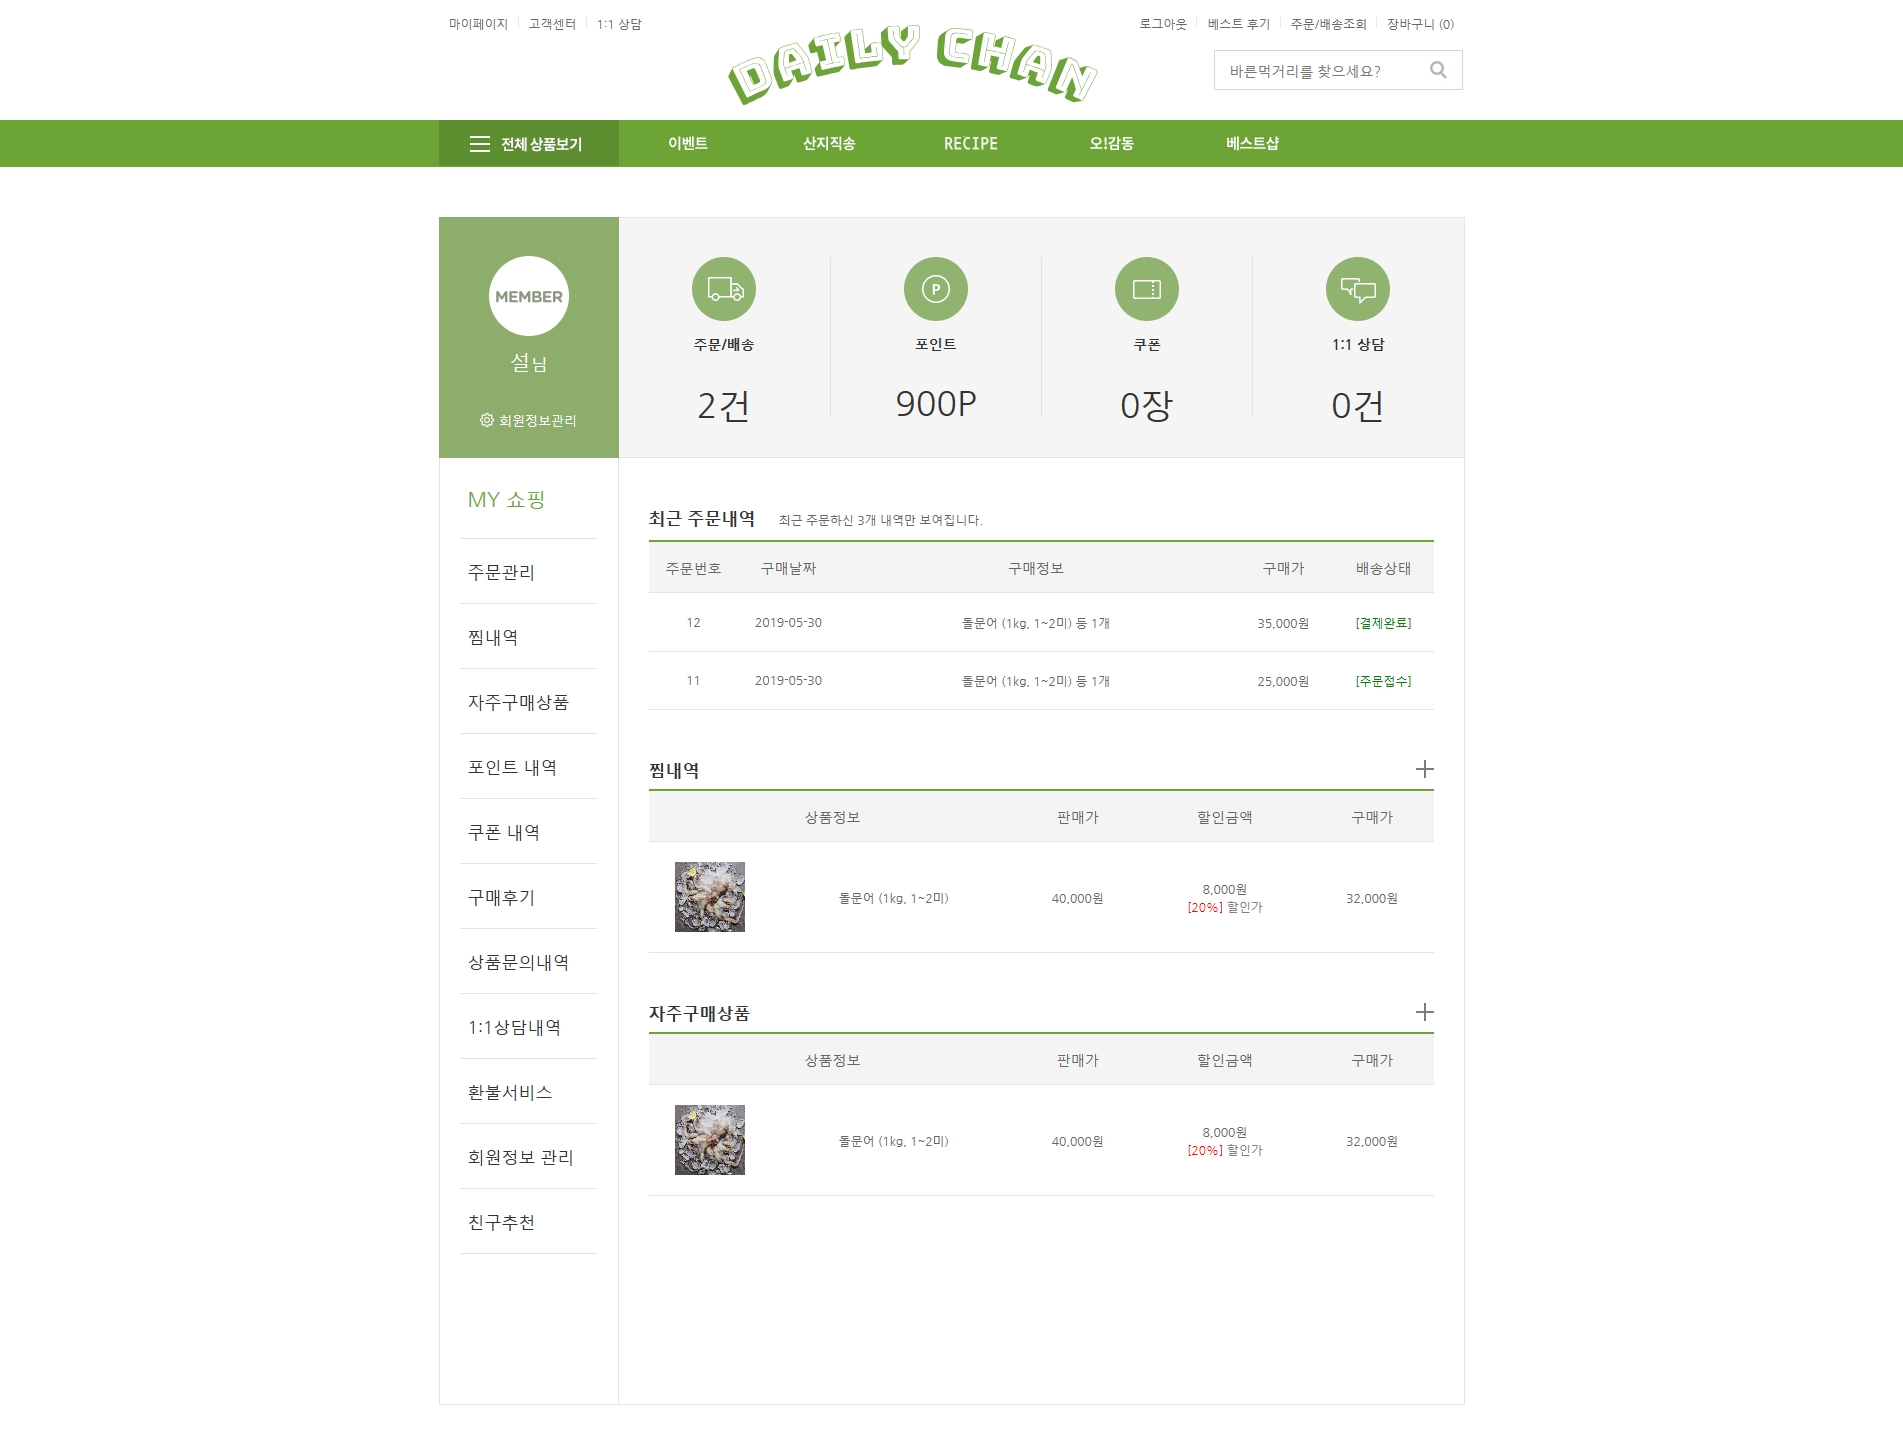 마이페이지 고객센터 1:1 상담
로그아웃 베스트 후기 주문/배송조회 장바구니 (0)
DAILY CHAN
바른먹거리를 찾으세요?
전체 상품보기 이벤트 산지직송 RECIPE 오!감동 베스트샵
MEMBER
설님
회원정보관리
주문/배송 P 포인트 쿠폰 1:1 상담
2건 900P 0장 0건
MY 쇼핑
주문관리
찜내역
자주구매상품
포인트 내역
쿠폰 내역
구매후기
상품문의내역
1:1상담내역
환불서비스
회원정보 관리
친구추천
최근 주문내역 최근 주문하신 3개 내역만 보여집니다.
주문번호 구매날짜 구매정보 구매가 배송상태
12 2019-05-30 돌문어 (1kg, 1~2미) 등 1개 35,000원 [결제완료]
11 2019-05-30 돌문어 (1kg, 1~2미) 등 1개 25,000원 [주문접수]
찜내역
상품정보 판매가 할인금액 구매가
돌문어 (1kg, 1~2미) 40,000원 8,000원 32,000원
[20%] 할인가
자주구매상품
상품정보 판매가 할인금액 구매가
돌문어 (1kg, 1~2미) 40,000원 8,000원 32,000원
[20%] 할인가